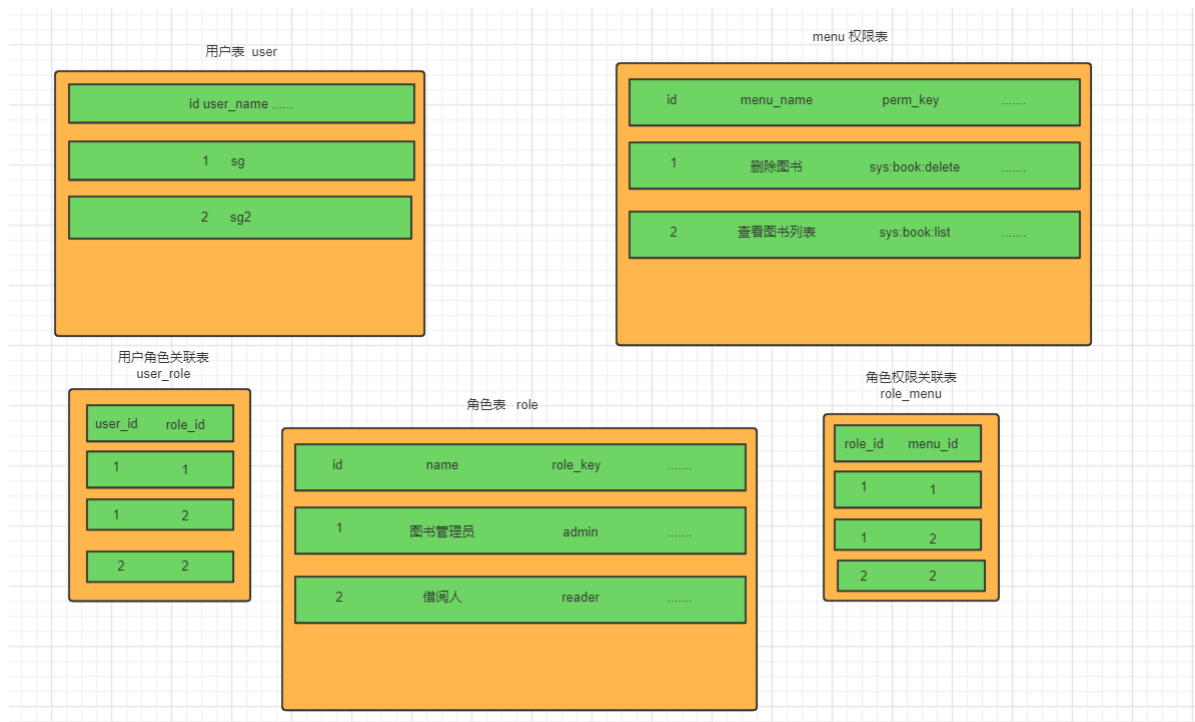 用户表 user
id user_name ......
1 sg
2 sg2
menu 权限表
id menu_name perm_key .......
1 删除图书 sys:book:delete .......
2 查看图书列表 sys:book:list .......
用户角色关联表
user_role
user_id role_id
1 1
1 2
2 2
角色表 role
id name role_key .......
1 图书管理员 admin .......
2 借阅人 reader .......
角色权限关联表
role_menu
role_id menu_id
1 1
1 2
2 2